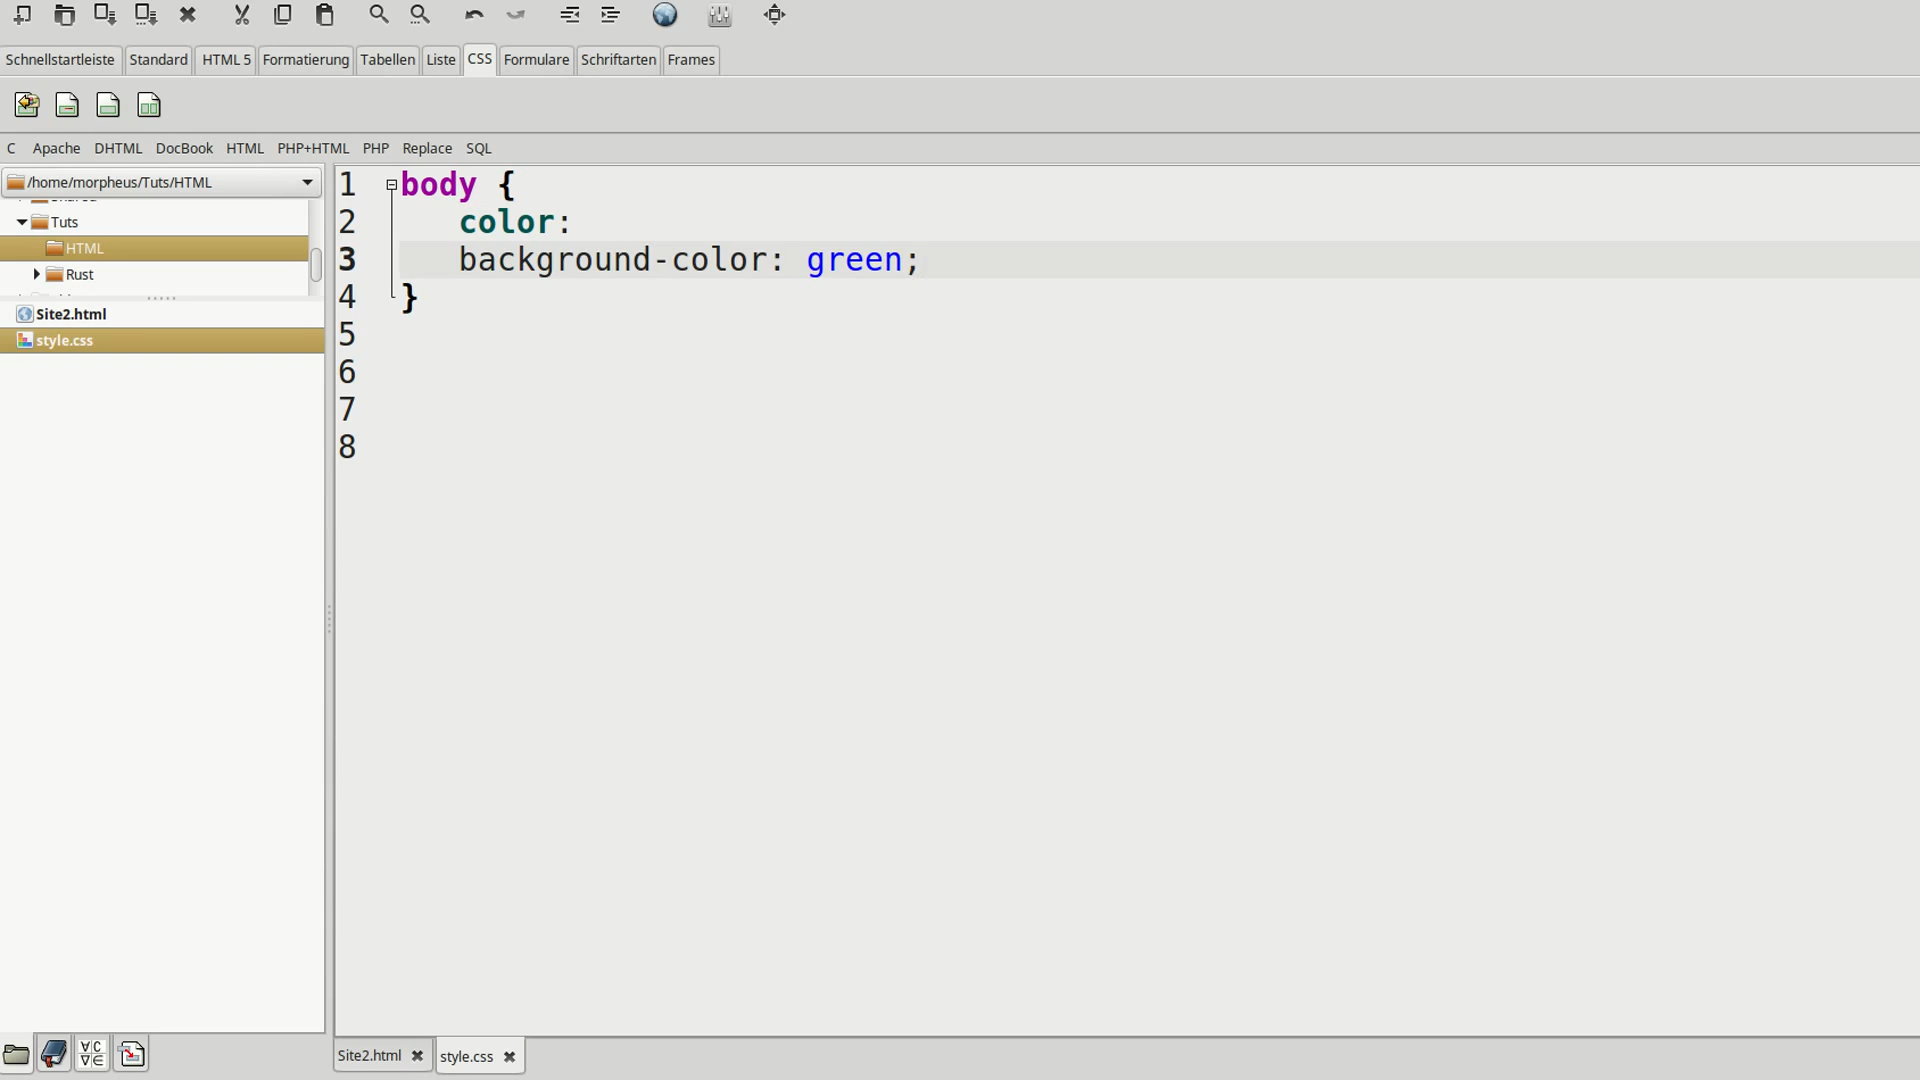 Schnellstartleiste Standard HTML 5 Formatierung Tabellen Liste CSS Formulare Schriftarten Frames
C Apache DHTML DocBook HTML PHP+HTML PHP Replace SQL
/home/morpheus/Tuts/HTML
Tuts
HTML
Rust
Site2.html
style.css
1 body {
2 color:
3 background-color: green;
4 }
5
6
7
8
Site2.html style.css